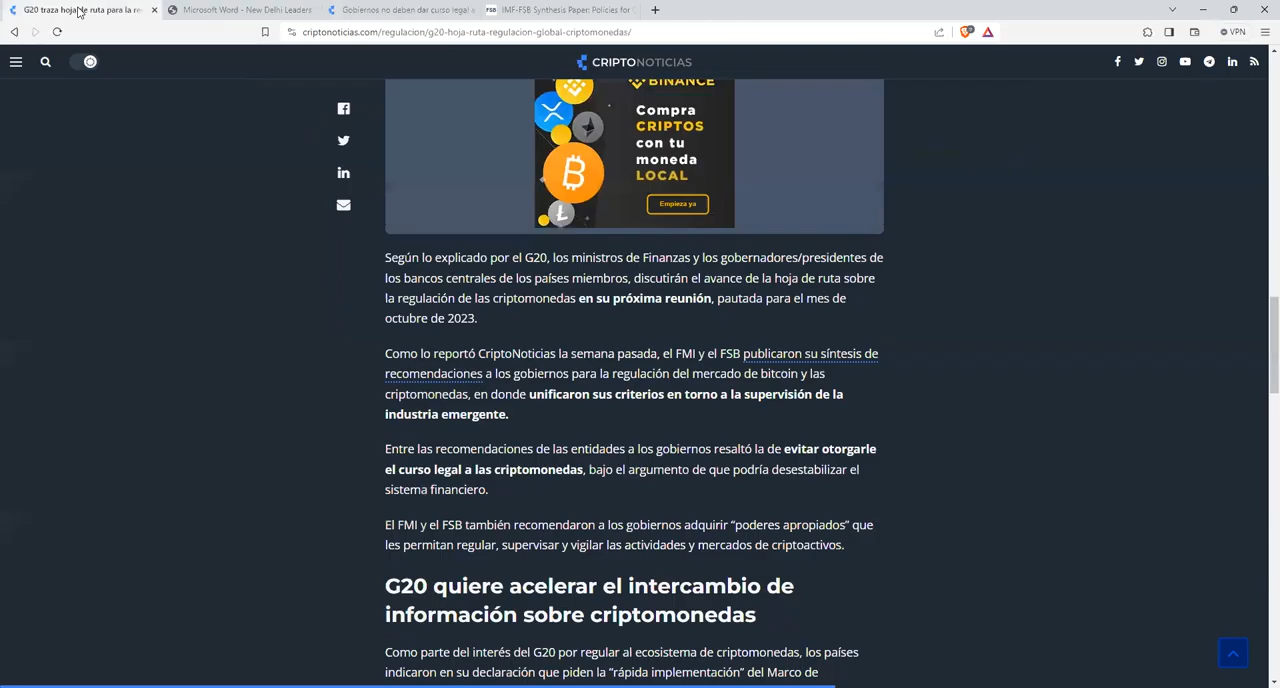 G20 traza hoja de ruta para la re
Microsoft Word - New Delhi Leaders
Gobiernos no deben dar curso legal a
FSB IMF-FSB Synthesis Paper: Policies for C
criptonoticias.com/regulacion/g20-hoja-ruta-regulacion-global-criptomonedas/
VPN
CRIPTONOTICIAS
BINANCE
Compra
CRIPTOS
con tu
moneda
LOCAL
Empieza ya
Según lo explicado por el G20, los ministros de Finanzas y los gobernadores/presidentes de
los bancos centrales de los países miembros, discutirán el avance de la hoja de ruta sobre
la regulación de las criptomonedas en su próxima reunión, pautada para el mes de
octubre de 2023.
Como lo reportó CriptoNoticias la semana pasada, el FMI y el FSB publicaron su síntesis de
recomendaciones a los gobiernos para la regulación del mercado de bitcoin y las
criptomonedas, en donde unificaron sus criterios en torno a la supervisión de la
industria emergente.
Entre las recomendaciones de las entidades a los gobiernos resaltó la de evitar otorgarle
el curso legal a las criptomonedas, bajo el argumento de que podría desestabilizar el
sistema financiero.
El FMI y el FSB también recomendaron a los gobiernos adquirir “poderes apropiados” que
les permitan regular, supervisar y vigilar las actividades y mercados de criptoactivos.
G20 quiere acelerar el intercambio de
información sobre criptomonedas
Como parte del interés del G20 por regular al ecosistema de criptomonedas, los países
indicaron en su declaración que piden la “rápida implementación” del Marco de